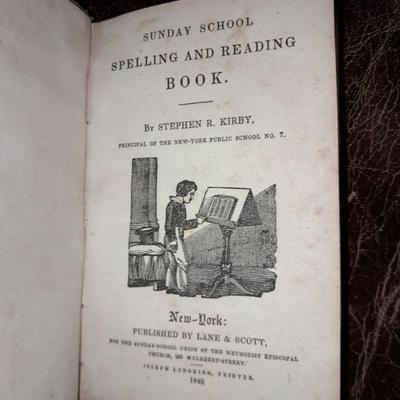 SUNDAY SCHOOL
SPELLING AND READING
BOOK.
BY STEPHEN R. KIRBY,
PRINCIPAL OF THE NEW-YORK PUBLIC SCHOOL NO. 7.
New-York:
PUBLISHED BY LANE & SCOTT,
FOR THE SUNDAY-SCHOOL UNION OF THE METHODIST EPISCOPAL
CHURCH, 200 MULBERRY-STREET.
JOSEPH LONGKING, PRINTER.
1849.